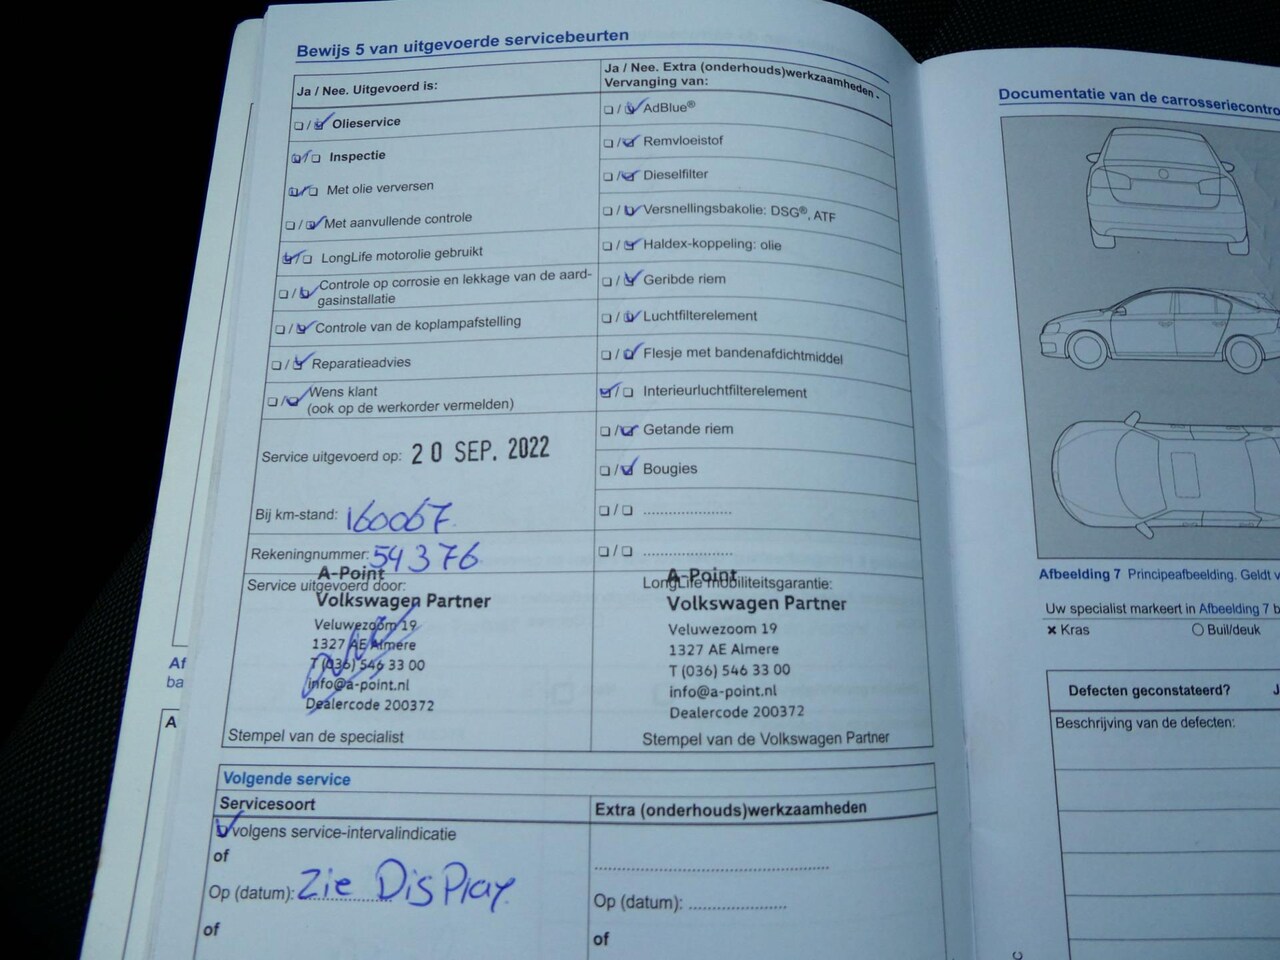 Bewijs 5 van uitgevoerde servicebeurten
Ja / Nee. Uitgevoerd is:
Olieservice
Inspectie
Met olie verversen
Met aanvullende controle
LongLife motorolie gebruikt
Controle op corrosie en lekkage van de aard-
gasinstallatie
Controle van de koplampafstelling
Reparatieadvies
Wens klant
(ook op de werkorder vermelden)
Service uitgevoerd op: 20 SEP. 2022
Bij km-stand: 160067
Rekeningnummer: 54376
Service uitgevoerd door:
A-Point
Volkswagen Partner
Veluwezoom 19
1327 AE Almere
T (036) 546 33 00
info@a-point.nl
Dealercode 200372
Stempel van de specialist
Ja / Nee. Extra (onderhouds)werkzaamheden -
Vervanging van:
AdBlue®
Remvloeistof
Dieselfilter
Versnellingsbakolie: DSG®, ATF
Haldex-koppeling: olie
Geribde riem
Luchtfilterelement
Flesje met bandenafdichtmiddel
Interieurluchtfilterelement
Getande riem
Bougies
/ ......................
/ ......................
LongLife mobiliteitsgarantie:
A-Point
Volkswagen Partner
Veluwezoom 19
1327 AE Almere
T (036) 546 33 00
info@a-point.nl
Dealercode 200372
Stempel van de Volkswagen Partner
Volgende service
Servicesoort
volgens service-intervalindicatie
of
Op (datum): Zie DisPlay
of
Extra (onderhouds)werkzaamheden
Op (datum): ....................
of
Af
ba
A
Documentatie van de carrosseriecontro
Afbeelding 7 Principeafbeelding. Geldt v
Uw specialist markeert in Afbeelding 7 b
× Kras
Buil/deuk
Defecten geconstateerd? J
Beschrijving van de defecten: